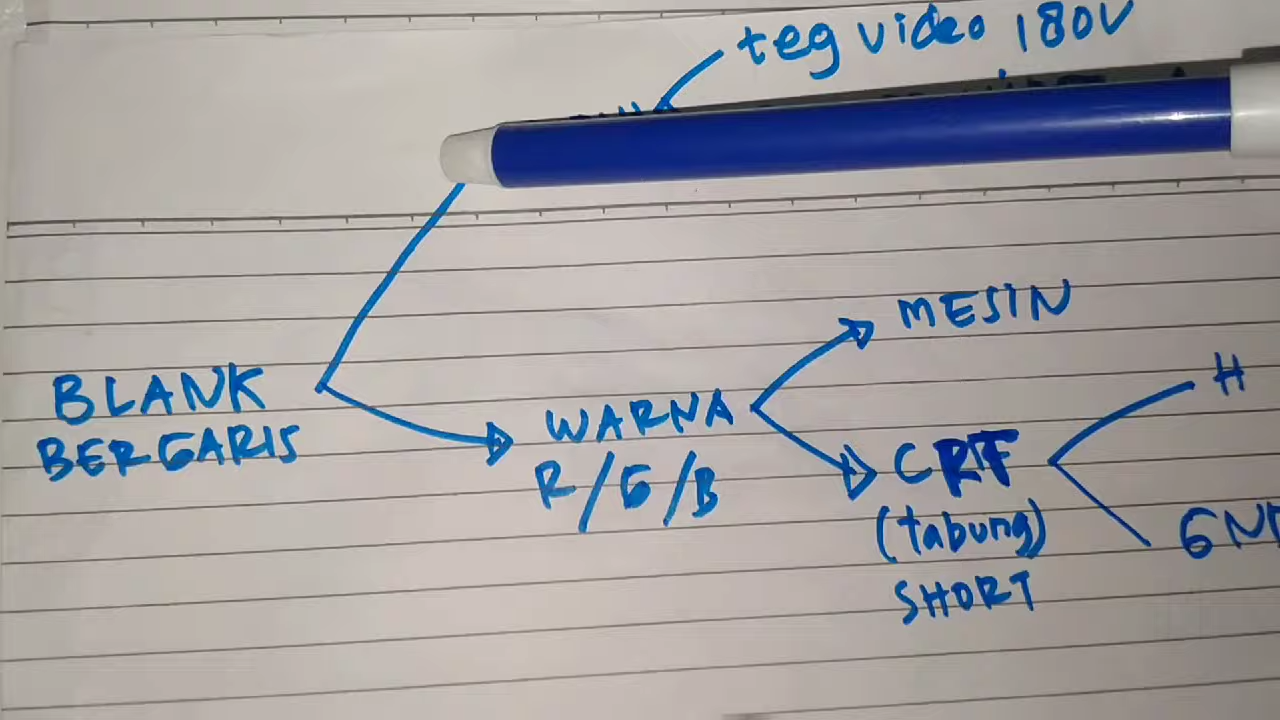 teg video 180V
BLANK
BERGARIS
WARNA
R/G/B
MESIN
CRT
(tabung)
SHORT
H